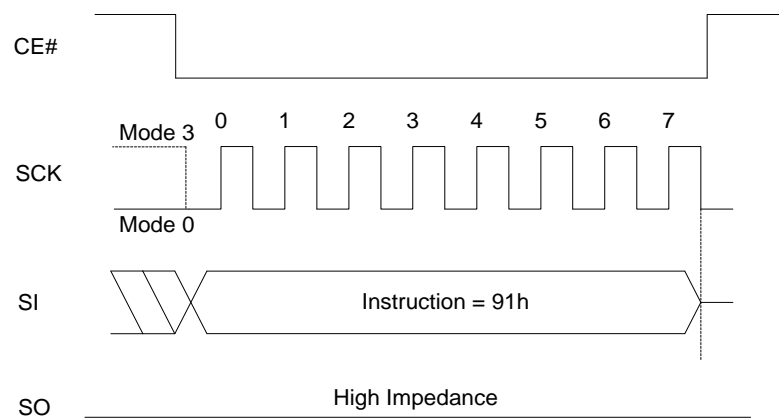 CE#
0 1 2 3 4 5 6 7
Mode 3
SCK
Mode 0
SI
Instruction = 91h
High Impedance
SO